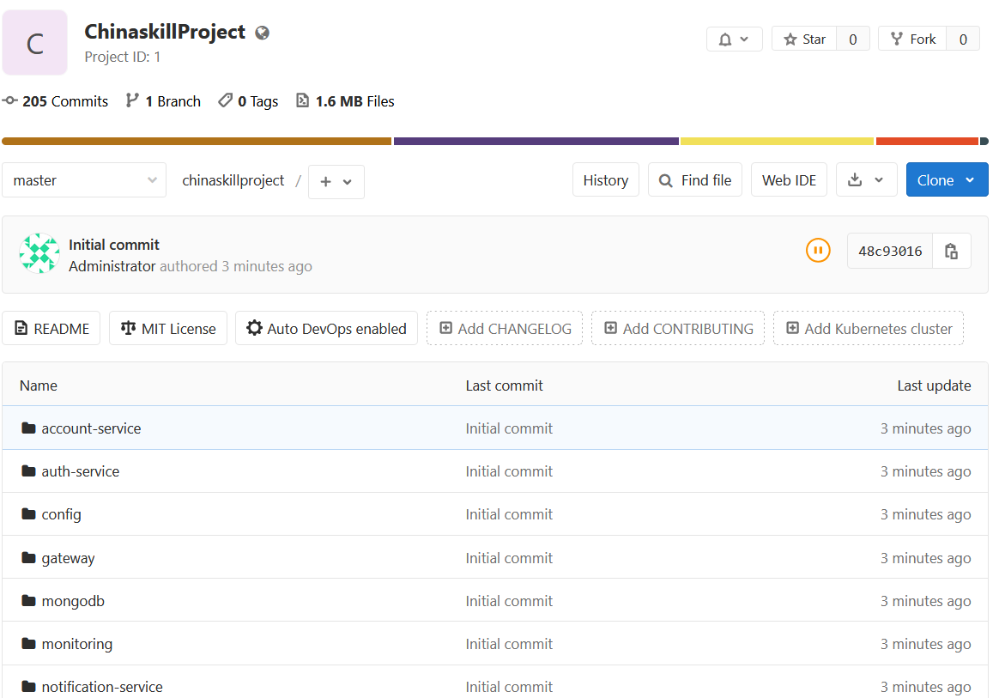 C
ChinaskillProject
Project ID: 1
Star 0
Fork 0
205 Commits 1 Branch 0 Tags 1.6 MB Files
master chinaskillproject / + History Find file Web IDE Clone
Initial commit
Administrator authored 3 minutes ago
48c93016
README MIT License Auto DevOps enabled Add CHANGELOG Add CONTRIBUTING Add Kubernetes cluster
Name Last commit Last update
account-service Initial commit 3 minutes ago
auth-service Initial commit 3 minutes ago
config Initial commit 3 minutes ago
gateway Initial commit 3 minutes ago
mongodb Initial commit 3 minutes ago
monitoring Initial commit 3 minutes ago
notification-service Initial commit 3 minutes ago